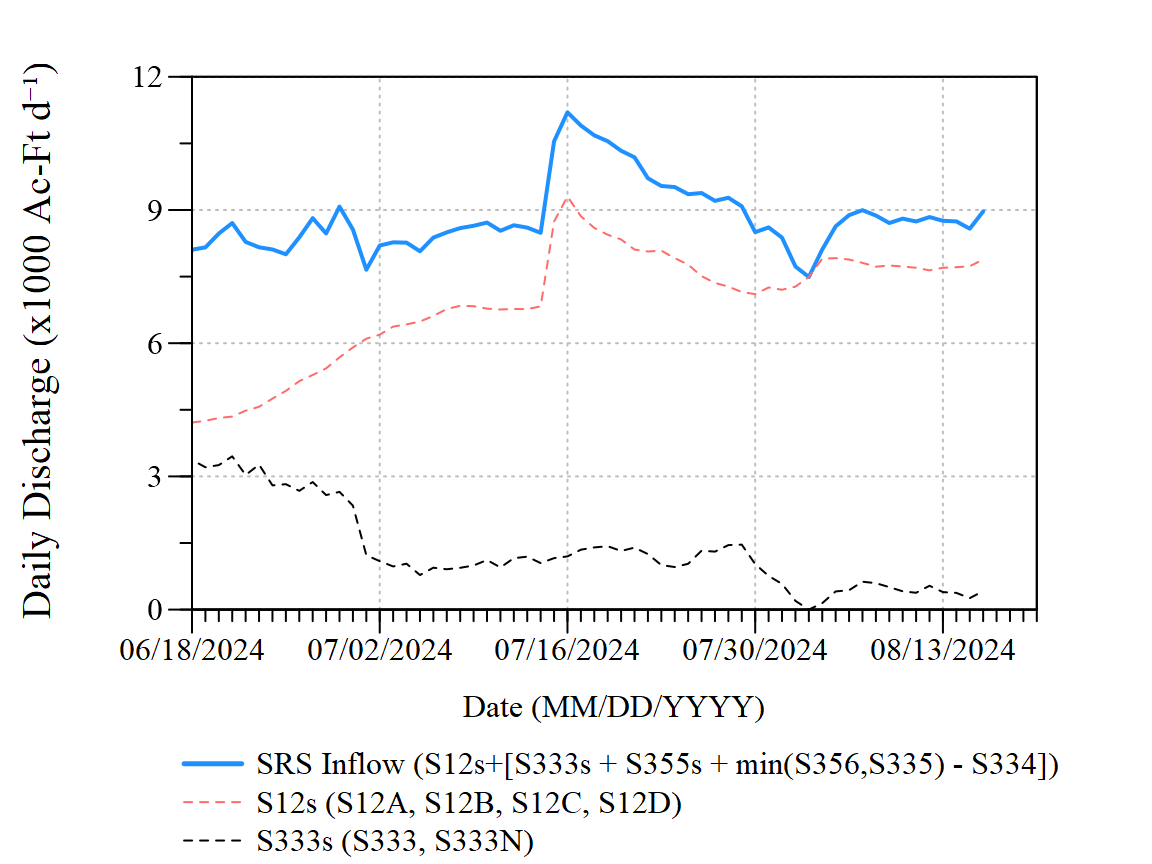 Daily Discharge (x1000 Ac-Ft d⁻¹)
12
9
6
3
0
06/18/2024 07/02/2024 07/16/2024 07/30/2024 08/13/2024
Date (MM/DD/YYYY)
SRS Inflow (S12s+[S333s + S355s + min(S356,S335) - S334])
S12s (S12A, S12B, S12C, S12D)
S333s (S333, S333N)